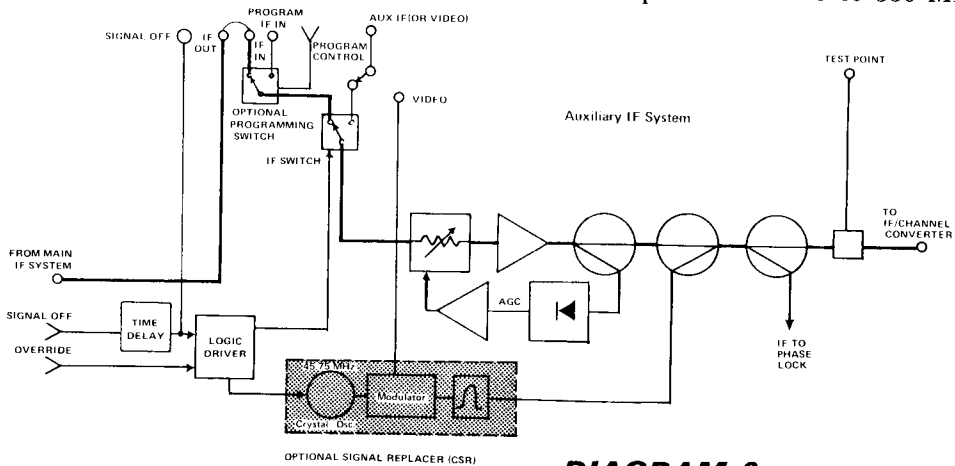 PROGRAM
IF IN
AUX IF(OR VIDEO)
SIGNAL OFF
IF
OUT
IF
IN
PROGRAM
CONTROL
TEST POINT
VIDEO
OPTIONAL
PROGRAMMING
SWITCH
Auxiliary IF System
IF SWITCH
TO
IF/CHANNEL
CONVERTER
FROM MAIN
IF SYSTEM
AGC
SIGNAL OFF
TIME
DELAY
LOGIC
DRIVER
OVERRIDE
IF TO
PHASE
LOCK
45.75 MHz
Modulator
Crystal Osc.
OPTIONAL SIGNAL REPLACER (CSR)